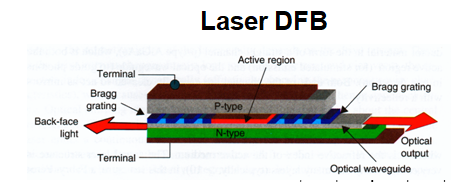 Laser DFB
Active region
Terminal
Bragg
grating
Bragg grating
P-type
Back-face
light
N-type
Optical
output
Terminal
Optical waveguide